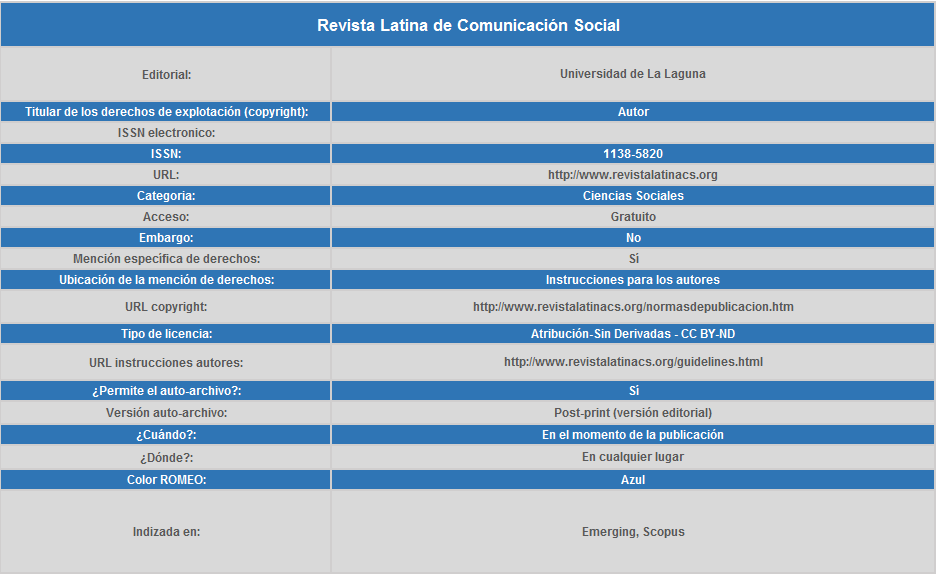 Revista Latina de Comunicación Social
Editorial: Universidad de La Laguna
Titular de los derechos de explotación (copyright): Autor
ISSN electronico:
ISSN: 1138-5820
URL: http://www.revistalatinacs.org
Categoria: Ciencias Sociales
Acceso: Gratuito
Embargo: No
Mención específica de derechos: Sí
Ubicación de la mención de derechos: Instrucciones para los autores
URL copyright: http://www.revistalatinacs.org/normasdepublicacion.htm
Tipo de licencia: Atribución-Sin Derivadas - CC BY-ND
URL instrucciones autores: http://www.revistalatinacs.org/guidelines.html
¿Permite el auto-archivo?: Sí
Versión auto-archivo: Post-print (versión editorial)
¿Cuándo?: En el momento de la publicación
¿Dónde?: En cualquier lugar
Color ROMEO: Azul
Indizada en: Emerging, Scopus